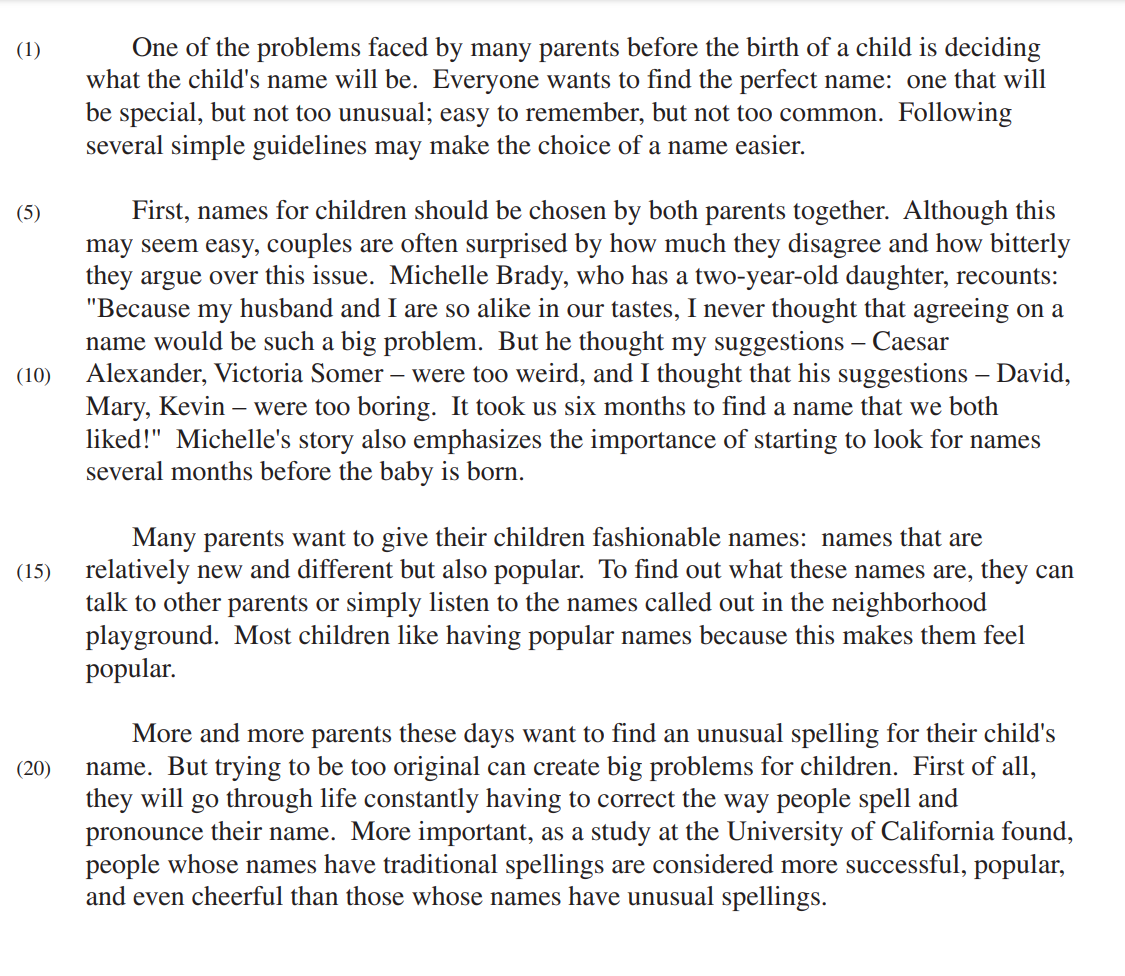 (1) One of the problems faced by many parents before the birth of a child is deciding
what the child's name will be.  Everyone wants to find the perfect name:  one that will
be special, but not too unusual; easy to remember, but not too common.  Following
several simple guidelines may make the choice of a name easier.
(5) First, names for children should be chosen by both parents together.  Although this
may seem easy, couples are often surprised by how much they disagree and how bitterly
they argue over this issue.  Michelle Brady, who has a two-year-old daughter, recounts:
"Because my husband and I are so alike in our tastes, I never thought that agreeing on a
name would be such a big problem.  But he thought my suggestions – Caesar
(10) Alexander, Victoria Somer – were too weird, and I thought that his suggestions – David,
Mary, Kevin – were too boring.  It took us six months to find a name that we both
liked!"  Michelle's story also emphasizes the importance of starting to look for names
several months before the baby is born.
Many parents want to give their children fashionable names:  names that are
(15) relatively new and different but also popular.  To find out what these names are, they can
talk to other parents or simply listen to the names called out in the neighborhood
playground.  Most children like having popular names because this makes them feel
popular.
More and more parents these days want to find an unusual spelling for their child's
(20) name.  But trying to be too original can create big problems for children.  First of all,
they will go through life constantly having to correct the way people spell and
pronounce their name.  More important, as a study at the University of California found,
people whose names have traditional spellings are considered more successful, popular,
and even cheerful than those whose names have unusual spellings.